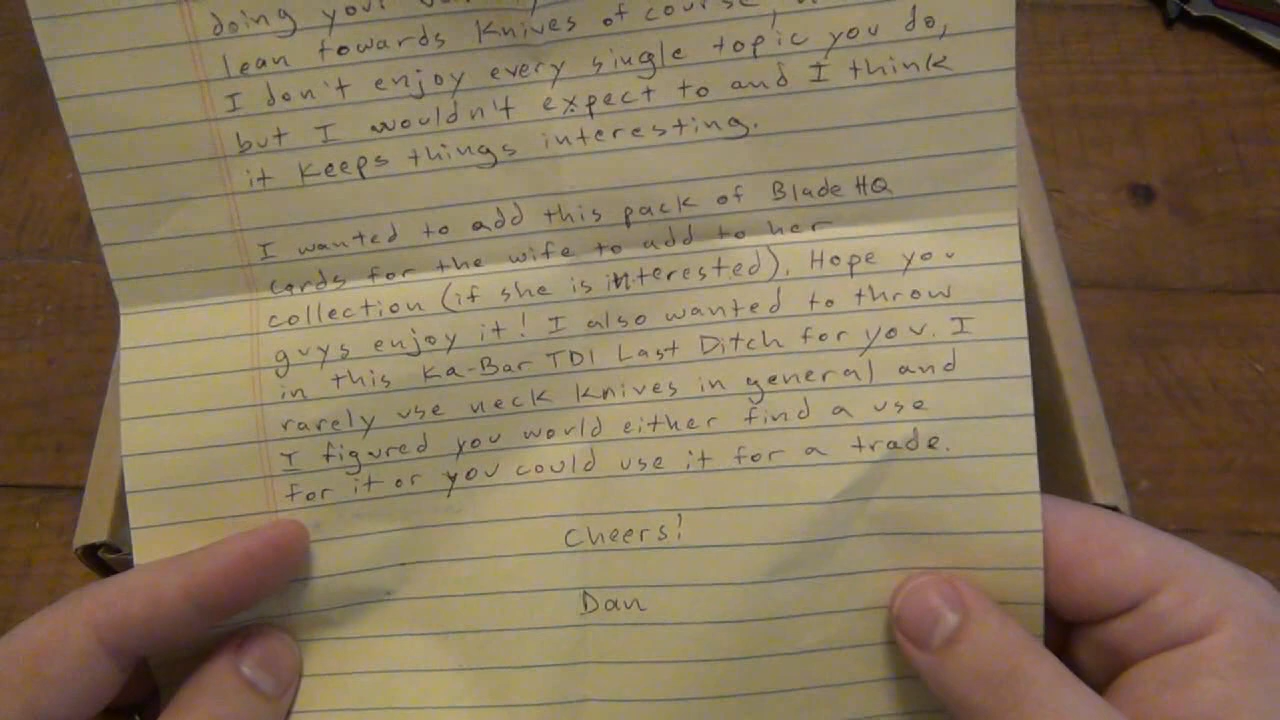 doing your
lean towards Knives of course,
I don't enjoy every single topic you do,
but I wouldn't expect to and I think
it keeps things interesting.
I wanted to add this pack of Blade HQ
cards for the wife to add to her
collection (if she is interested). Hope you
guys enjoy it! I also wanted to throw
in this Ka-Bar TDI Last Ditch for you. I
rarely use neck knives in general and
I figured you would either find a use
for it or you could use it for a trade.
Cheers!
Dan